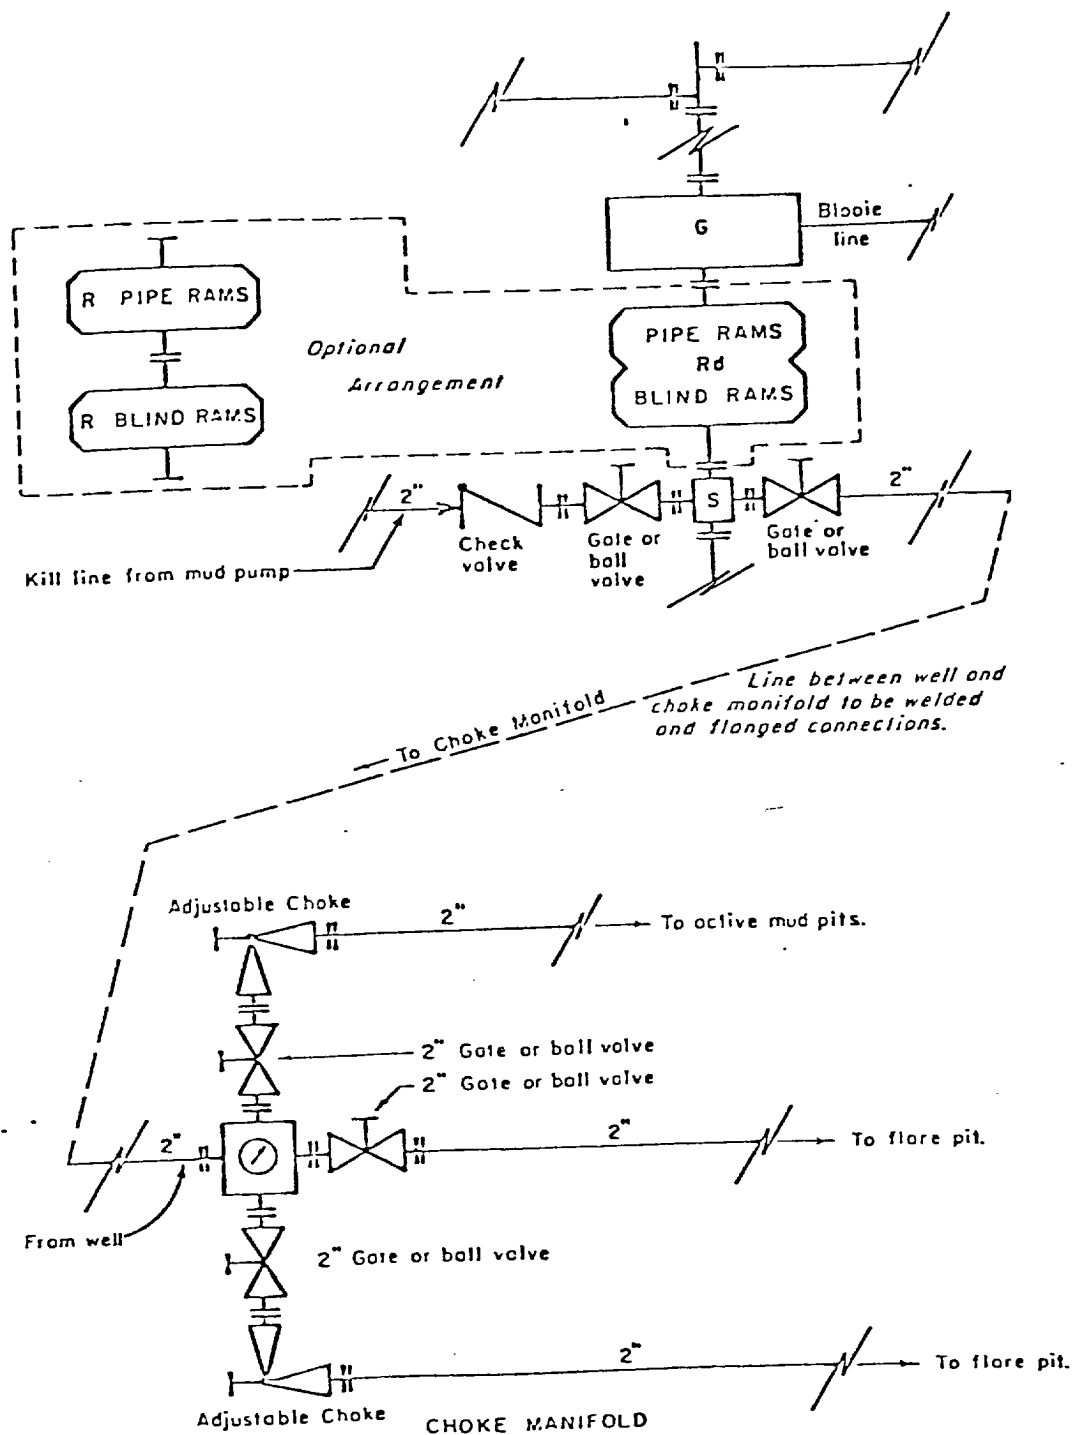 G
Blooie
line
R PIPE RAMS
Optional
Arrangement
R BLIND RAMS
PIPE RAMS
Rd
BLIND RAMS
2"
S
2"
Check
valve
Gate or
ball
valve
Gate or
ball valve
Kill line from mud pump
Line between well and
choke manifold to be welded
and flanged connections.
To Choke Manifold
Adjustable Choke
2"
To active mud pits.
2" Gate or ball valve
2" Gate or ball valve
2"
2"
To flare pit.
From well
2" Gate or ball valve
2"
To flare pit.
Adjustable Choke
CHOKE MANIFOLD